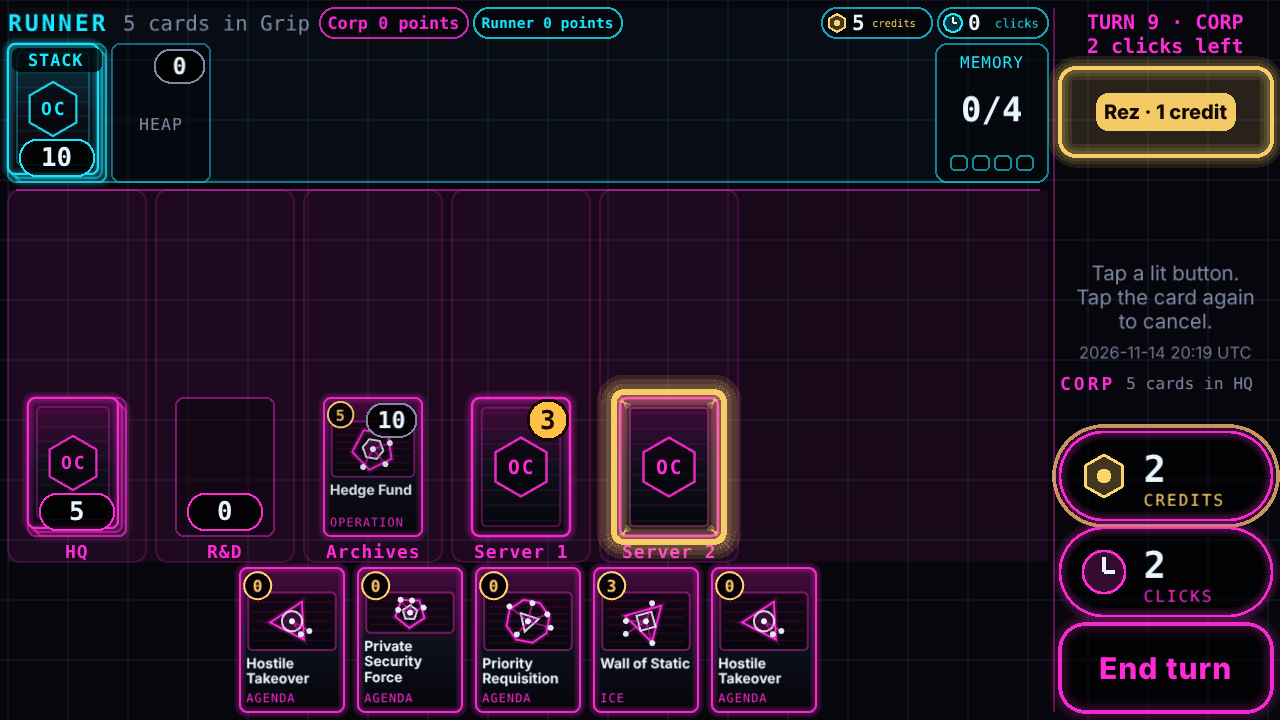 RUNNER 5 cards in Grip Corp 0 points Runner 0 points 5 credits 0 clicks
TURN 9 · CORP
2 clicks left
STACK
OC
10
0
HEAP
MEMORY
0/4
Rez · 1 credit
Tap a lit button.
Tap the card again
to cancel.
2026-11-14 20:19 UTC
CORP 5 cards in HQ
OC
5
HQ
0
R&D
5
10
Hedge Fund
OPERATION
Archives
3
OC
Server 1
OC
Server 2
2
CREDITS
2
CLICKS
End turn
0
Hostile
Takeover
AGENDA
0
Private
Security
Force
AGENDA
0
Priority
Requisition
AGENDA
3
Wall of Static
ICE
0
Hostile
Takeover
AGENDA